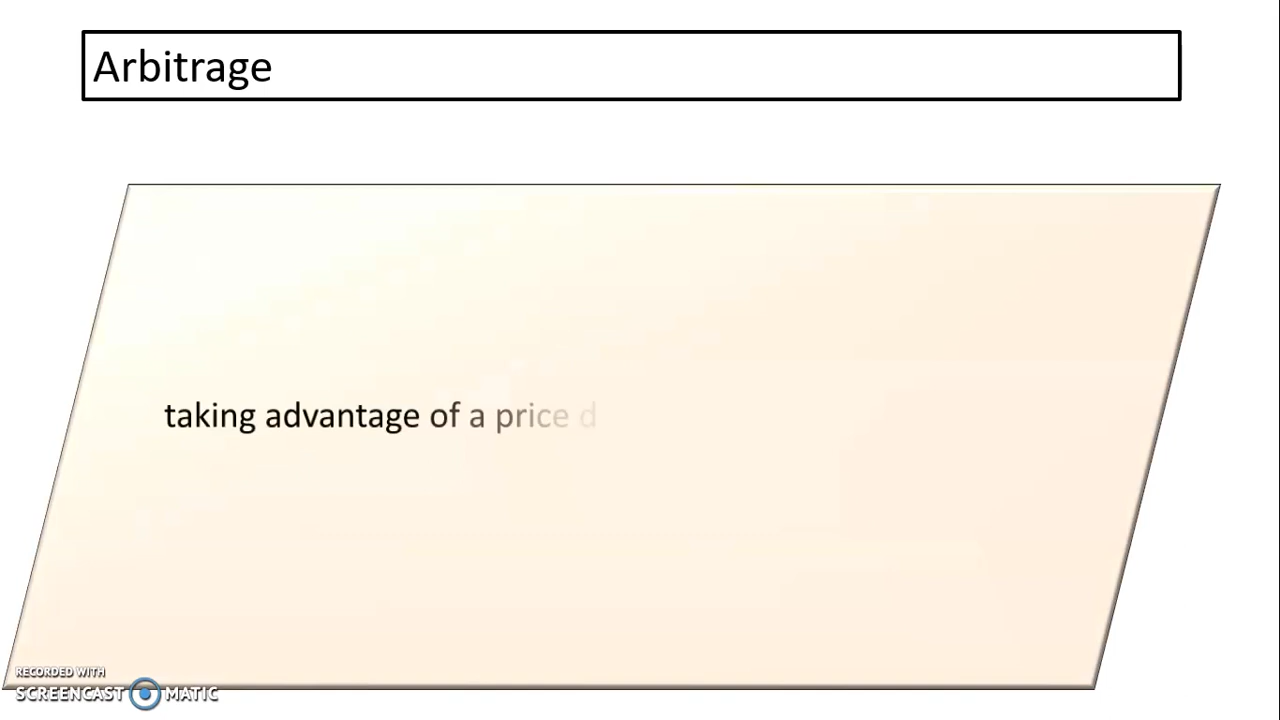 Arbitrage
taking advantage of a price d
RECORDED WITH
SCREENCAST MATIC